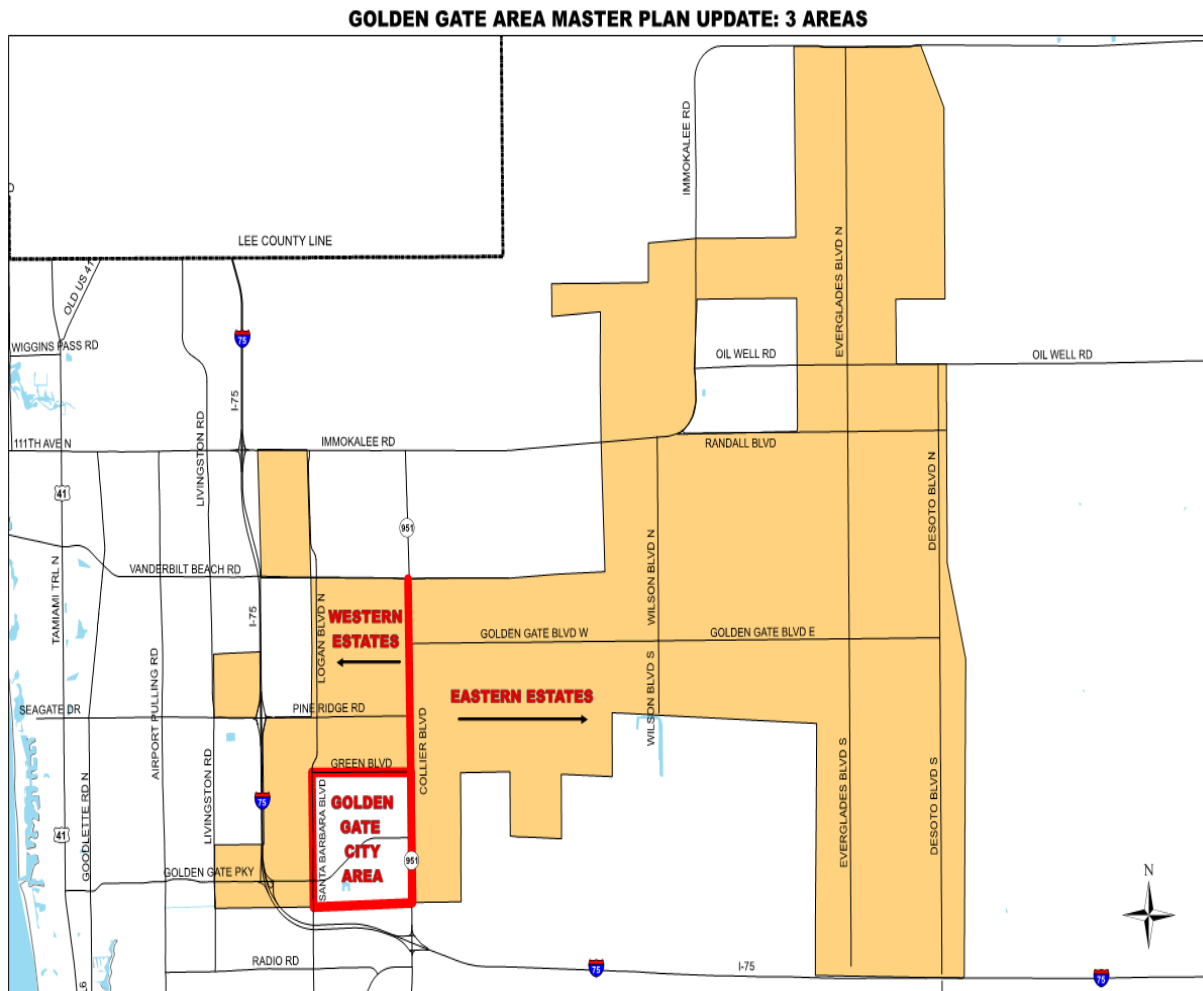 GOLDEN GATE AREA MASTER PLAN UPDATE: 3 AREAS
IMMOKALEE RD
LEE COUNTY LINE
OLD US 41
EVERGLADES BLVD N
75
WIGGINS PASS RD
OIL WELL RD
OIL WELL RD
I-75
LIVINGSTON RD
111TH AVE N
IMMOKALEE RD
RANDALL BLVD
41
DESOTO BLVD N
951
VANDERBILT BEACH RD
TAMIAMI TRL N
I-75
LOGAN BLVD N
WESTERN
ESTATES
WILSON BLVD N
GOLDEN GATE BLVD W
GOLDEN GATE BLVD E
AIRPORT PULLING RD
EASTERN ESTATES
WILSON BLVD S
SEAGATE DR
PINE RIDGE RD
COLLIER BLVD
GREEN BLVD
LIVINGSTON RD
75
SANTA BARBARA BLVD
GOLDEN
GATE
CITY
AREA
EVERGLADES BLVD S
DESOTO BLVD S
41
GOODLETTE RD N
951
GOLDEN GATE PKY
N
RADIO RD
75
I-75
75